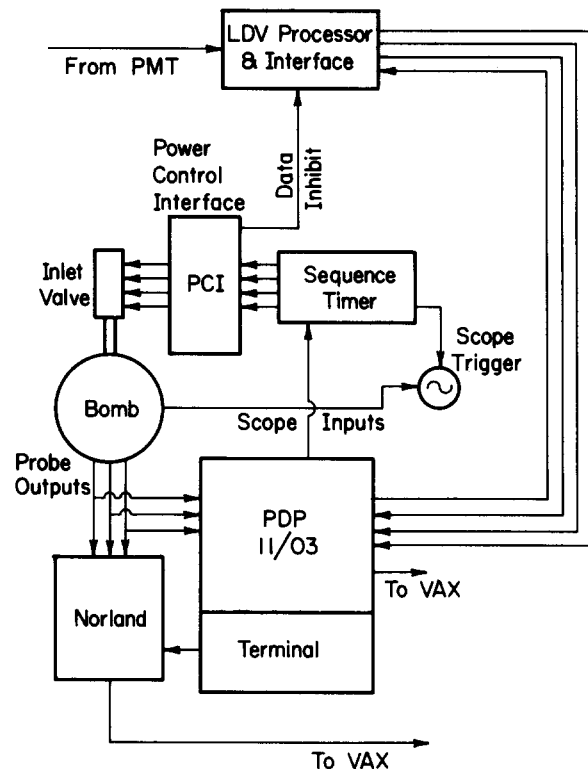 LDV Processor
& Interface
From PMT
Power
Control
Interface
Data
Inhibit
Inlet
Valve
PCI
Sequence
Timer
Scope
Trigger
Bomb
Scope Inputs
Probe
Outputs
PDP
11/03
To VAX
Norland
Terminal
To VAX